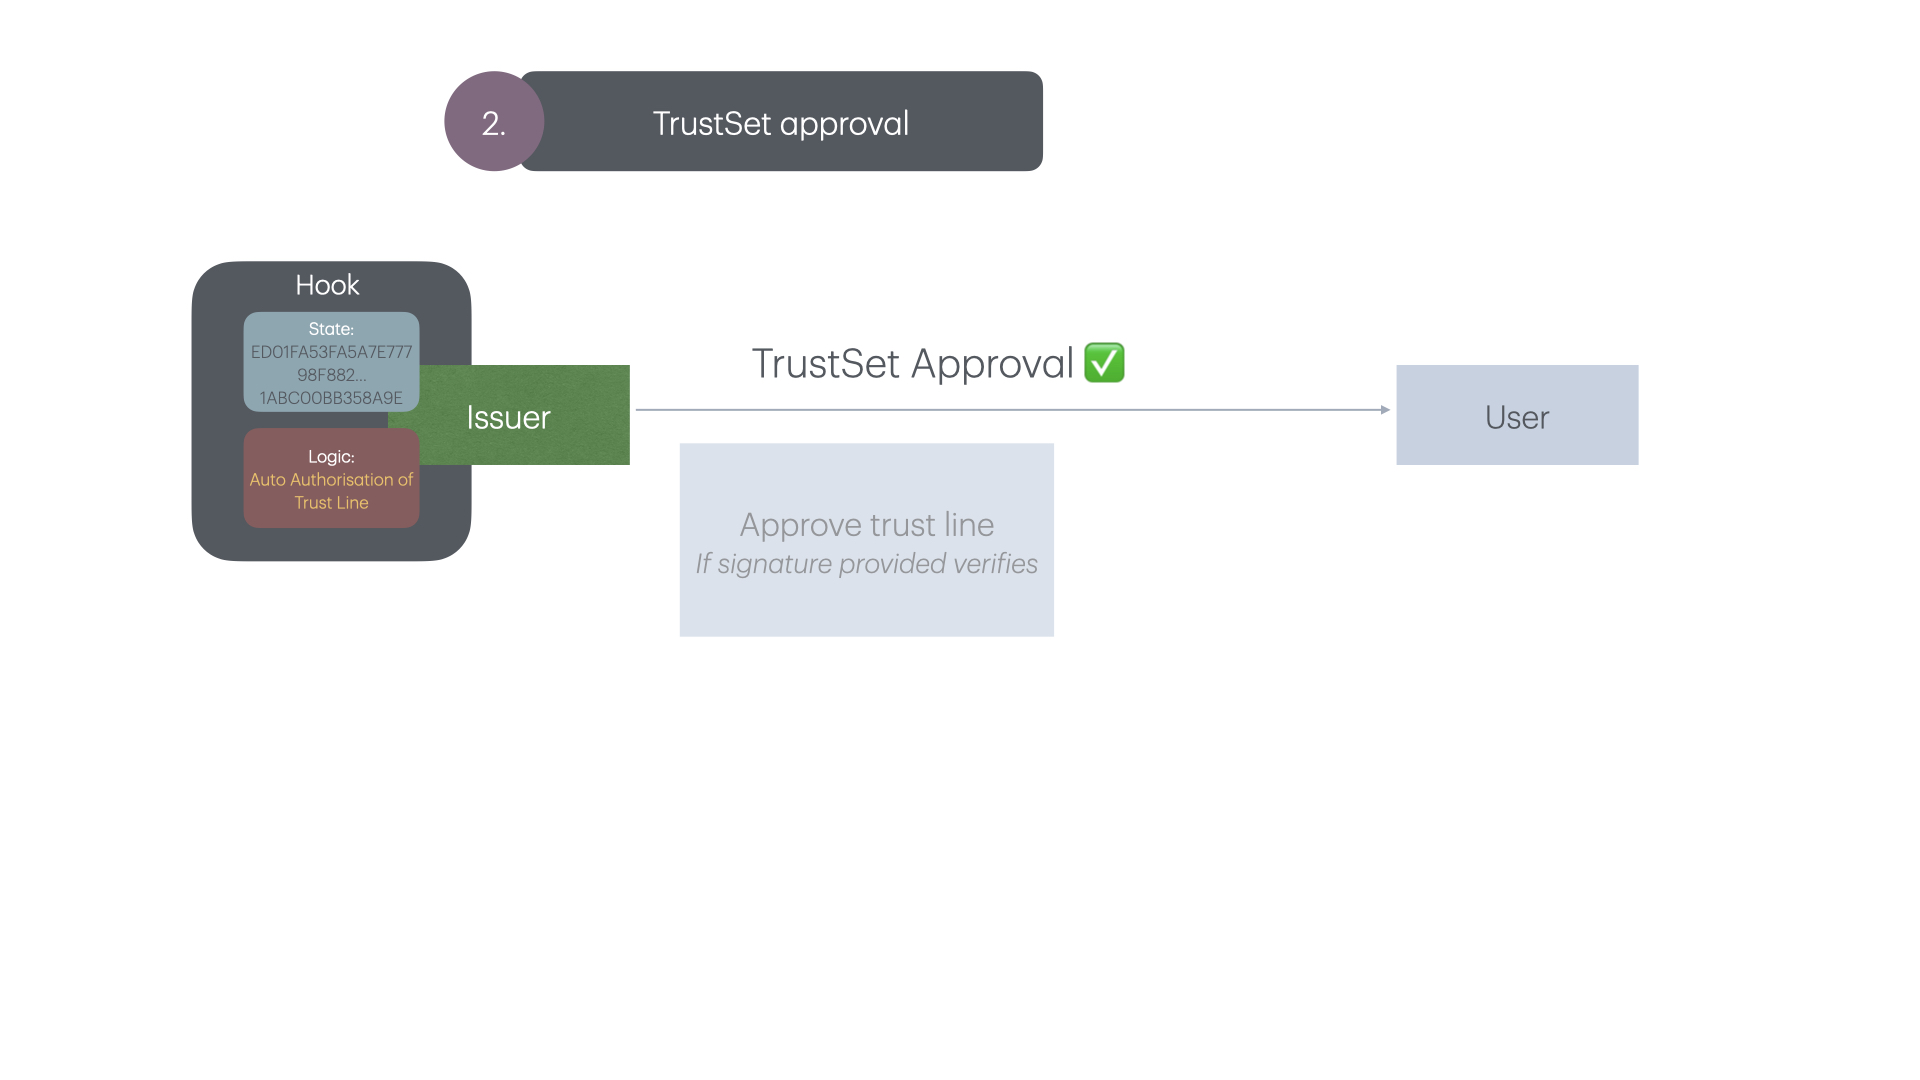 2.
TrustSet approval
Hook
State:
ED01FA53FA5A7E777
98F882...
1ABC00BB358A9E
Logic:
Auto Authorisation of
Trust Line
Issuer
TrustSet Approval ✅
User
Approve trust line
If signature provided verifies